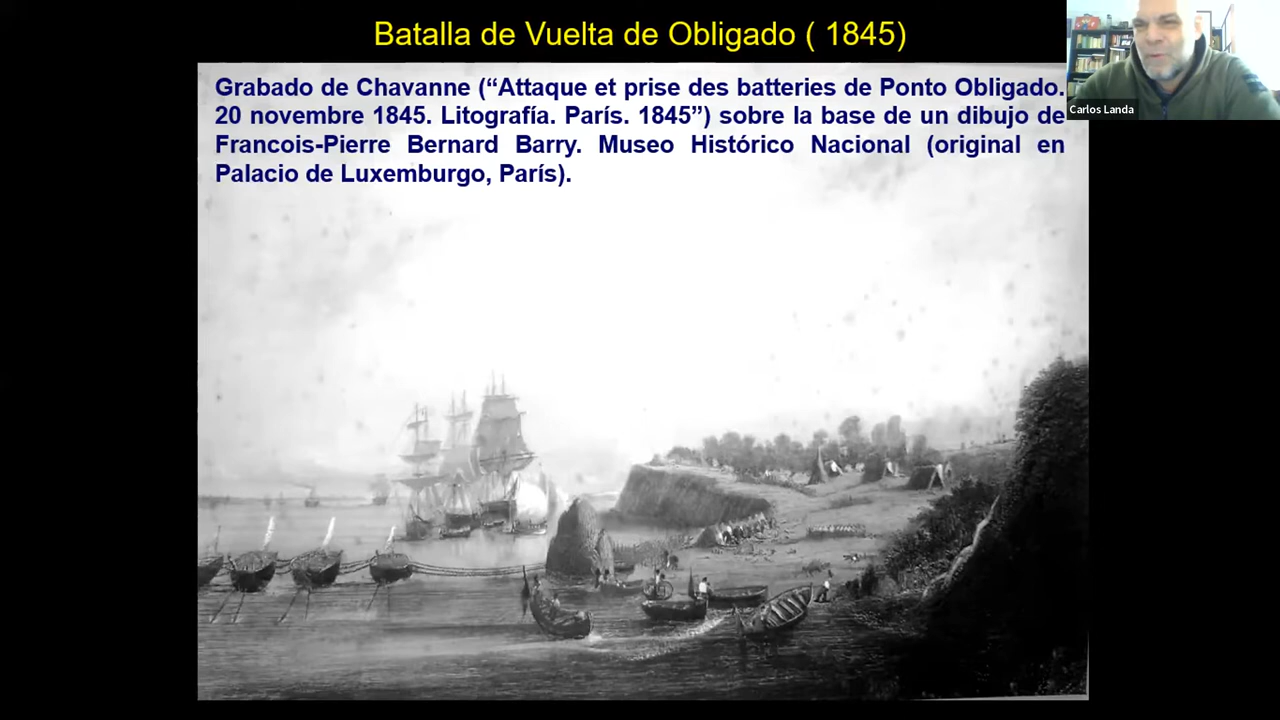 Batalla de Vuelta de Obligado ( 1845)
Grabado de Chavanne (“Attaque et prise des batteries de Ponto Obligado.
20 novembre 1845. Litografía. París. 1845”) sobre la base de un dibujo de
Francois-Pierre Bernard Barry. Museo Histórico Nacional (original en
Palacio de Luxemburgo, París).
Carlos Landa